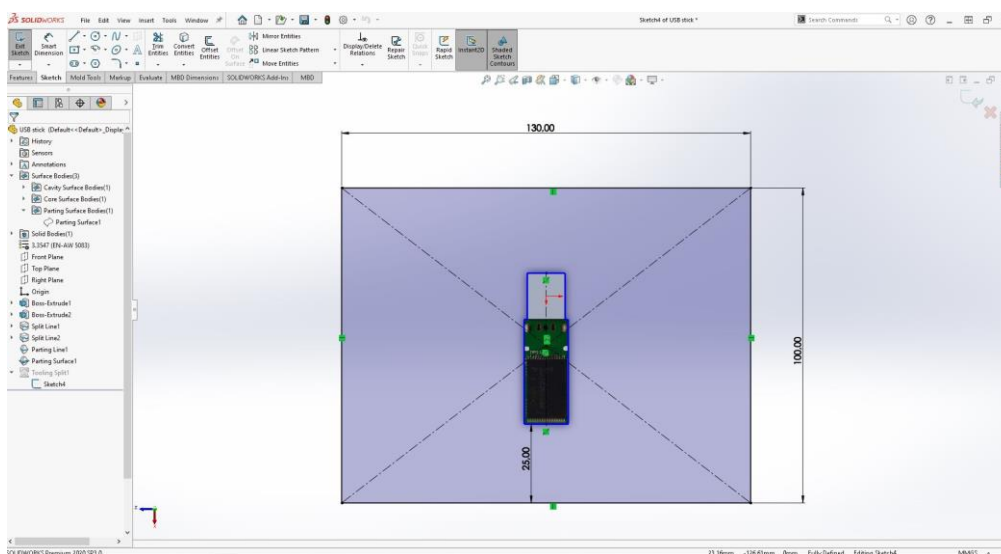 SOLIDWORKS File Edit View Insert Tools Window
Sketch4 of USB stick *
Search Commands
Exit Sketch
Smart Dimension
Trim Entities
Convert Entities
Offset Entities
Offset On Surface
Mirror Entities
Linear Sketch Pattern
Move Entities
Display/Delete Relations
Repair Sketch
Quick Snaps
Rapid Sketch
Instant2D
Shaded Sketch Contours
Features Sketch Mold Tools Markup Evaluate MBD Dimensions SOLIDWORKS Add-Ins MBD
USB stick (Default<<Default>_Display
History
Sensors
Annotations
Surface Bodies(3)
Cavity Surface Bodies(1)
Core Surface Bodies(1)
Parting Surface Bodies(1)
Parting Surface1
Solid Bodies(1)
3.3547 (EN-AW 5083)
Front Plane
Top Plane
Right Plane
Origin
Boss-Extrude1
Boss-Extrude2
Split Line1
Split Line2
Parting Line1
Parting Surface1
Tooling Split1
Sketch4
130,00
100,00
25,00
SOLIDWORKS Premium 2020 SP3.0
0mm Fully Defined Editing Sketch4 MMGS